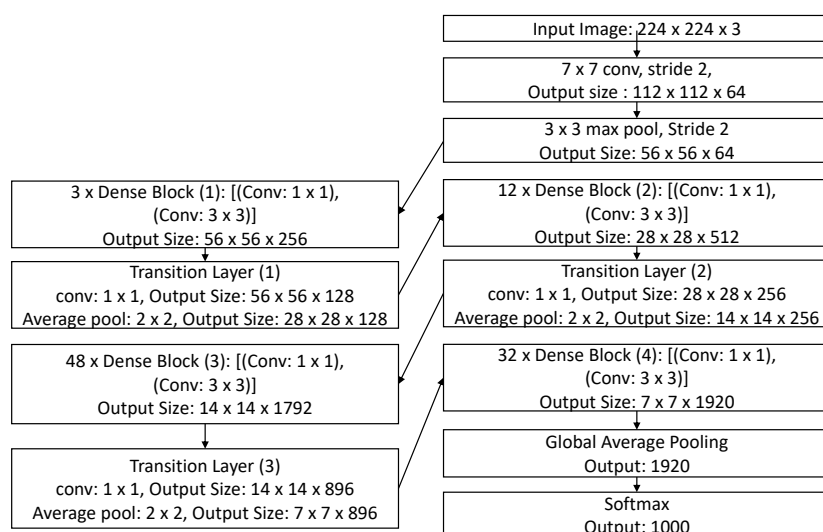 Input Image: 224 x 224 x 3
7 x 7 conv, stride 2,
Output size : 112 x 112 x 64
3 x 3 max pool, Stride 2
Output Size: 56 x 56 x 64
3 x Dense Block (1): [(Conv: 1 x 1),
(Conv: 3 x 3)]
Output Size: 56 x 56 x 256
Transition Layer (1)
conv: 1 x 1, Output Size: 56 x 56 x 128
Average pool: 2 x 2, Output Size: 28 x 28 x 128
12 x Dense Block (2): [(Conv: 1 x 1),
(Conv: 3 x 3)]
Output Size: 28 x 28 x 512
Transition Layer (2)
conv: 1 x 1, Output Size: 28 x 28 x 256
Average pool: 2 x 2, Output Size: 14 x 14 x 256
48 x Dense Block (3): [(Conv: 1 x 1),
(Conv: 3 x 3)]
Output Size: 14 x 14 x 1792
Transition Layer (3)
conv: 1 x 1, Output Size: 14 x 14 x 896
Average pool: 2 x 2, Output Size: 7 x 7 x 896
32 x Dense Block (4): [(Conv: 1 x 1),
(Conv: 3 x 3)]
Output Size: 7 x 7 x 1920
Global Average Pooling
Output: 1920
Softmax
Output: 1000